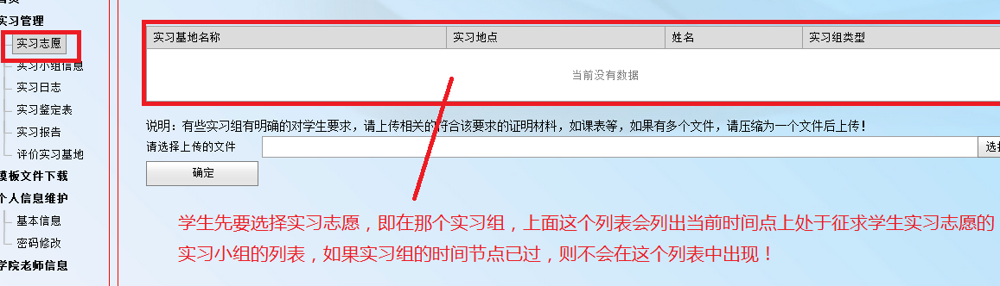 实习管理
实习志愿
实习小组信息
实习日志
实习鉴定表
实习报告
评价实习基地
模板文件下载
个人信息维护
基本信息
密码修改
学院老师信息
实习基地名称 实习地点 姓名 实习组类型
当前没有数据
说明：有些实习组有明确的对学生要求，请上传相关的符合该要求的证明材料，如课表等，如果有多个文件，请压缩为一个文件后上传！
请选择上传的文件 选择
确定
学生先要选择实习志愿，即在那个实习组，上面这个列表会列出当前时间点上处于征求学生实习志愿的
实习小组的列表，如果实习组的时间节点已过，则不会在这个列表中出现！